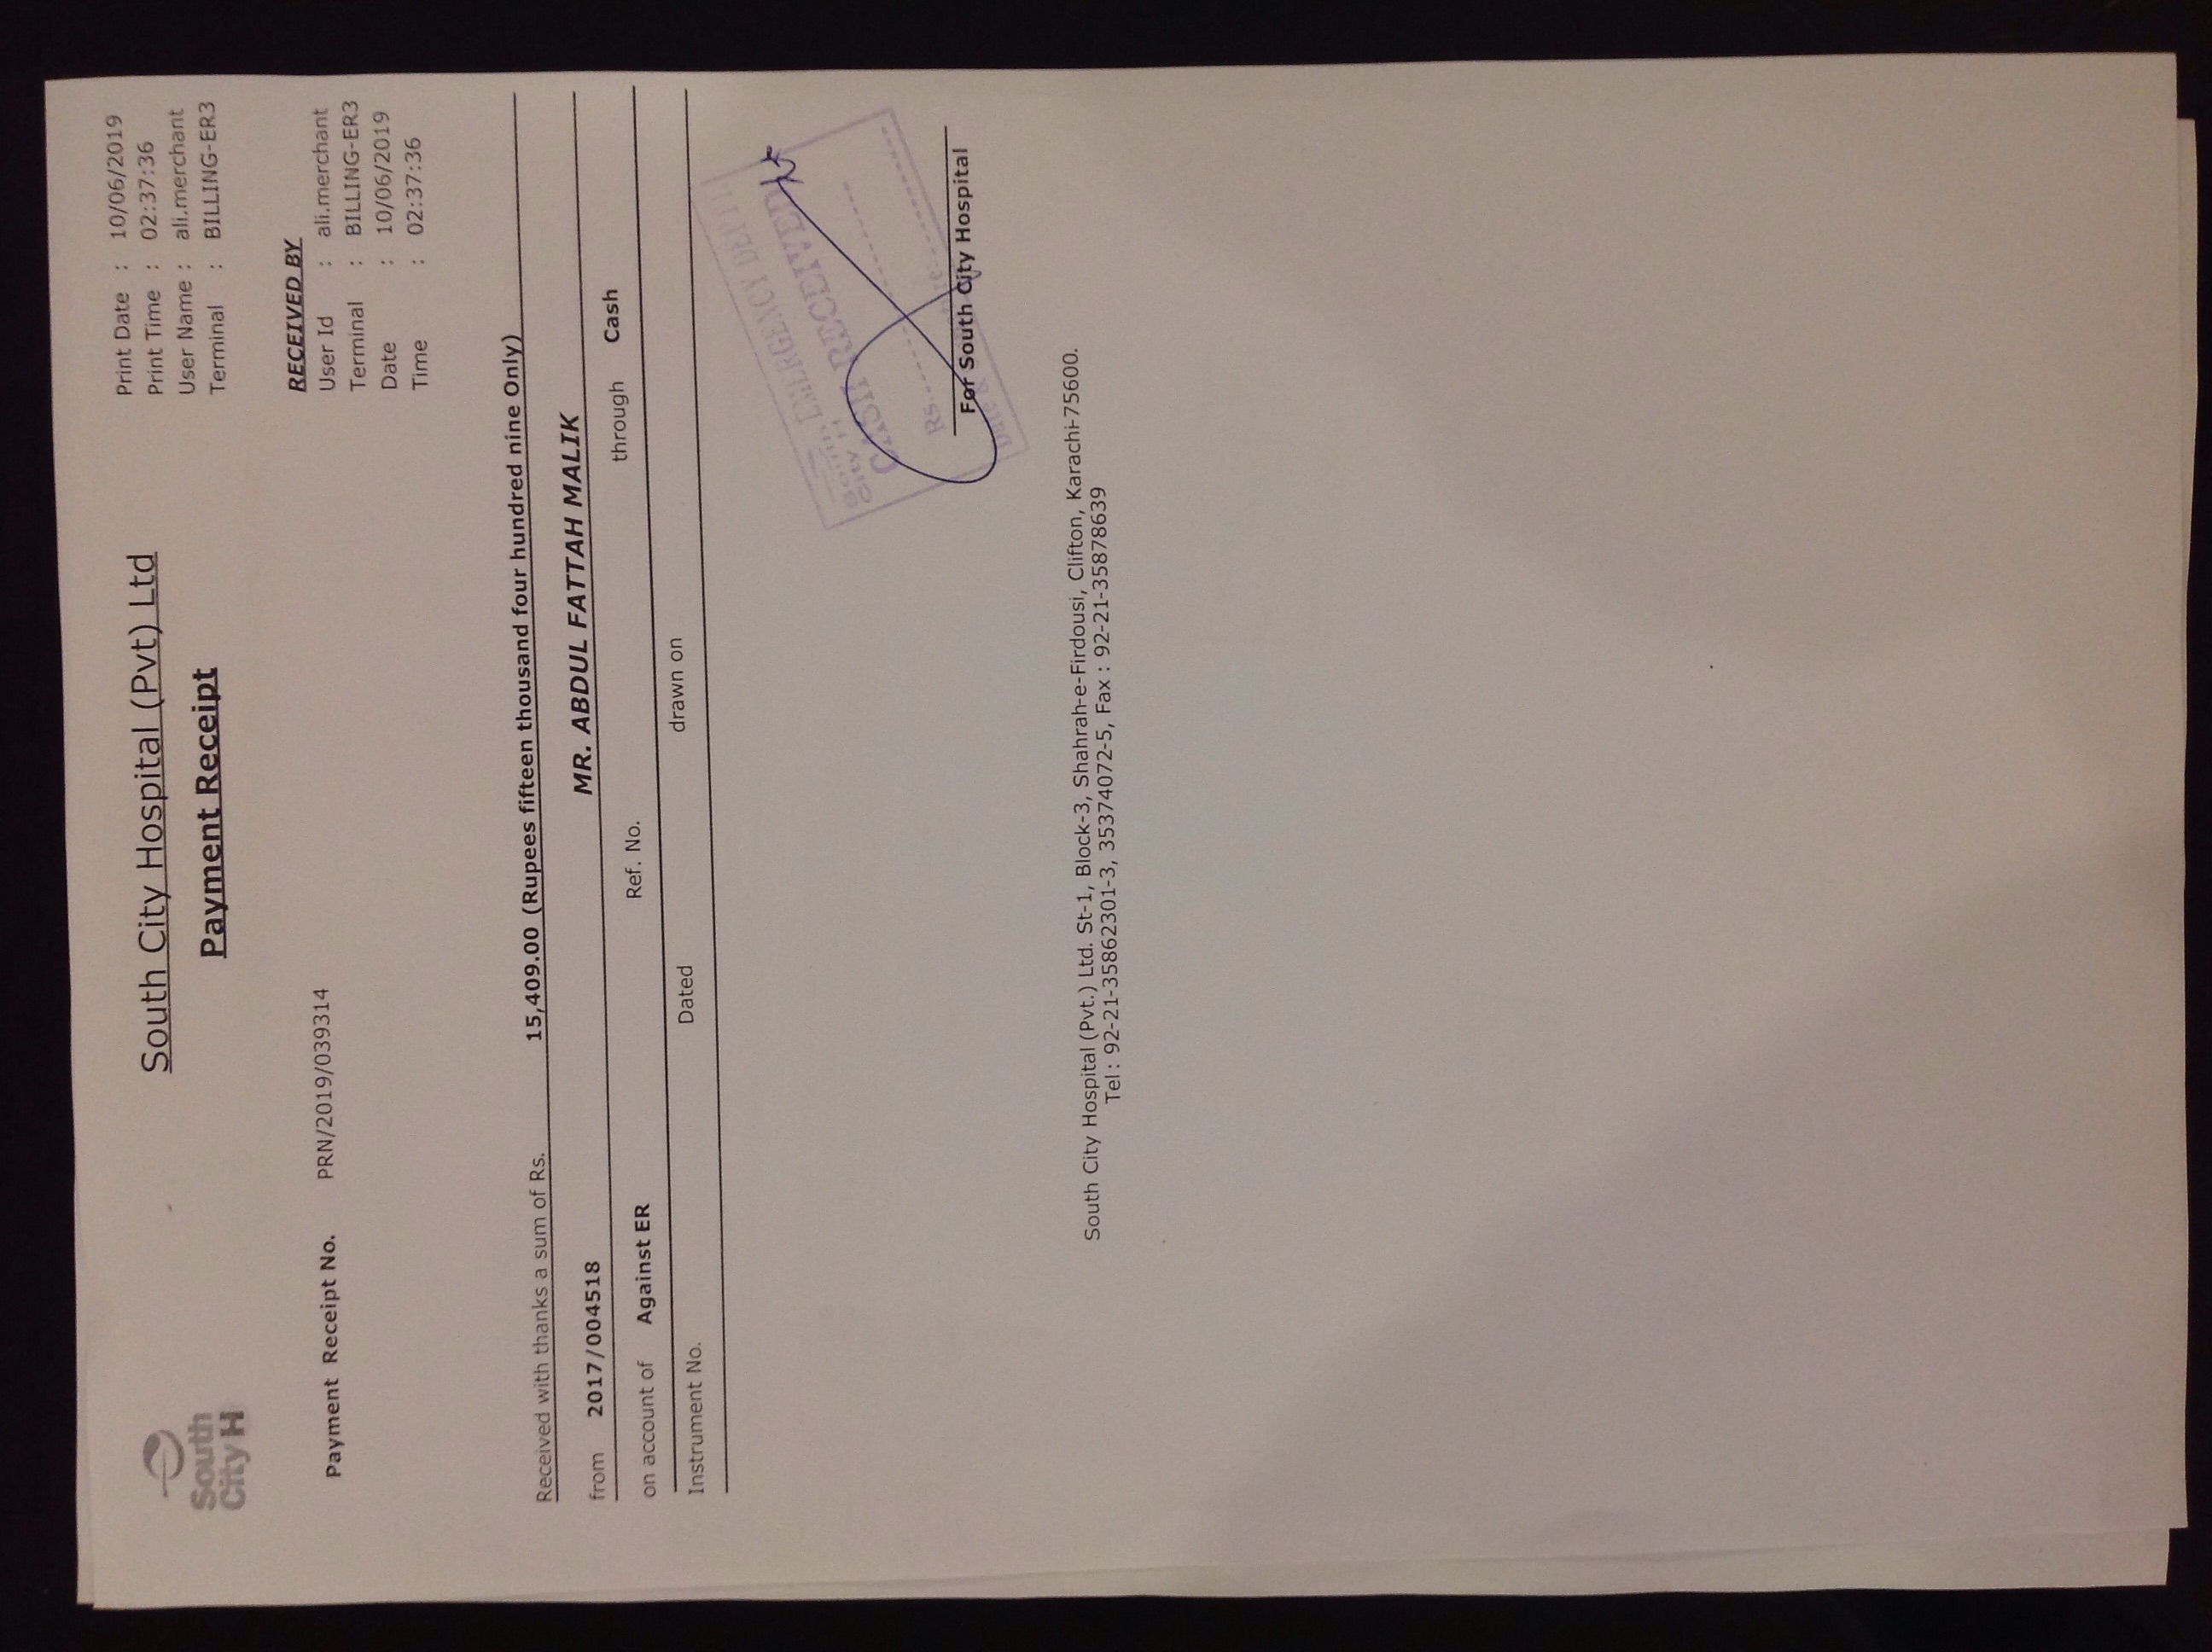 South City Hospital (Pvt) Ltd
Payment Receipt
Print Date : 10/06/2019
Print Time : 02:37:36
User Name : ali.merchant
Terminal : BILLING-ER3
South
City H
Payment Receipt No. PRN/2019/039314
RECEIVED BY
User Id : ali.merchant
Terminal : BILLING-ER3
Date : 10/06/2019
Time : 02:37:36
Received with thanks a sum of Rs. 15,409.00 (Rupees fifteen thousand four hundred nine Only)
from 2017/004518 MR. ABDUL FATTAH MALIK
on account of Against ER Ref. No. through Cash
Instrument No. Dated drawn on
South EMERGENCY DEPTT.
City H
CASH RECEIVED
Rs.
Date &
For South City Hospital
South City Hospital (Pvt.) Ltd. St-1, Block-3, Shahrah-e-Firdousi, Clifton, Karachi-75600.
Tel : 92-21-35862301-3, 35374072-5, Fax : 92-21-35878639